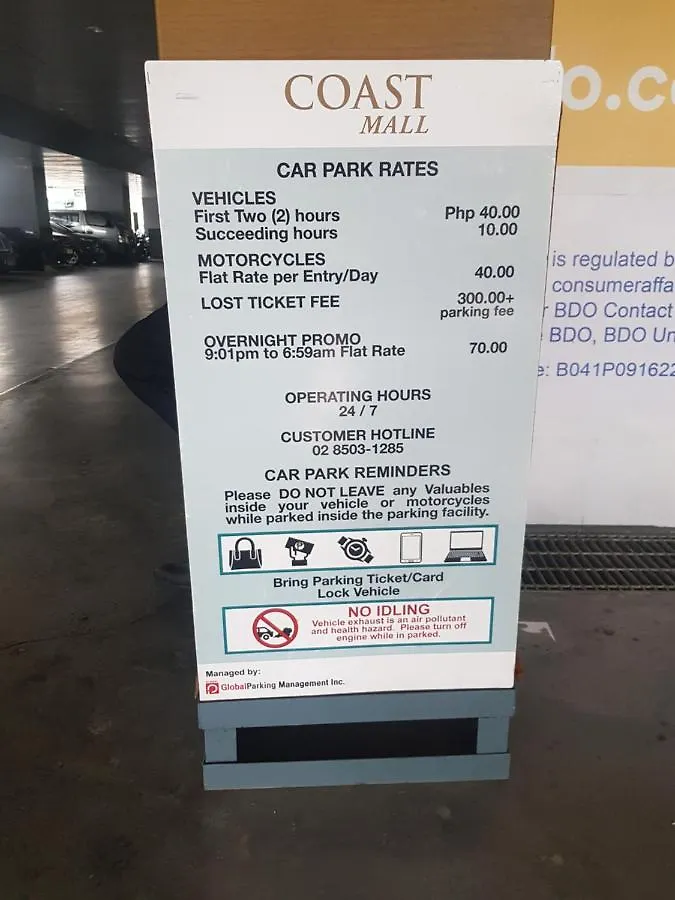 COAST
MALL
CAR PARK RATES
VEHICLES
First Two (2) hours Php 40.00
Succeeding hours 10.00
MOTORCYCLES
Flat Rate per Entry/Day 40.00
LOST TICKET FEE 300.00+
parking fee
OVERNIGHT PROMO
9:01pm to 6:59am Flat Rate 70.00
OPERATING HOURS
24 / 7
CUSTOMER HOTLINE
02 8503-1285
CAR PARK REMINDERS
Please DO NOT LEAVE any Valuables
inside your vehicle or motorcycles
while parked inside the parking facility.
Bring Parking Ticket/Card
Lock Vehicle
NO IDLING
Vehicle exhaust is an air pollutant
and health hazard. Please turn off
engine while in parked.
Managed by:
GlobalParking Management Inc.
o.c
is regulated b
consumeraffa
BDO Contact
BDO, BDO Un
e: B041P091622